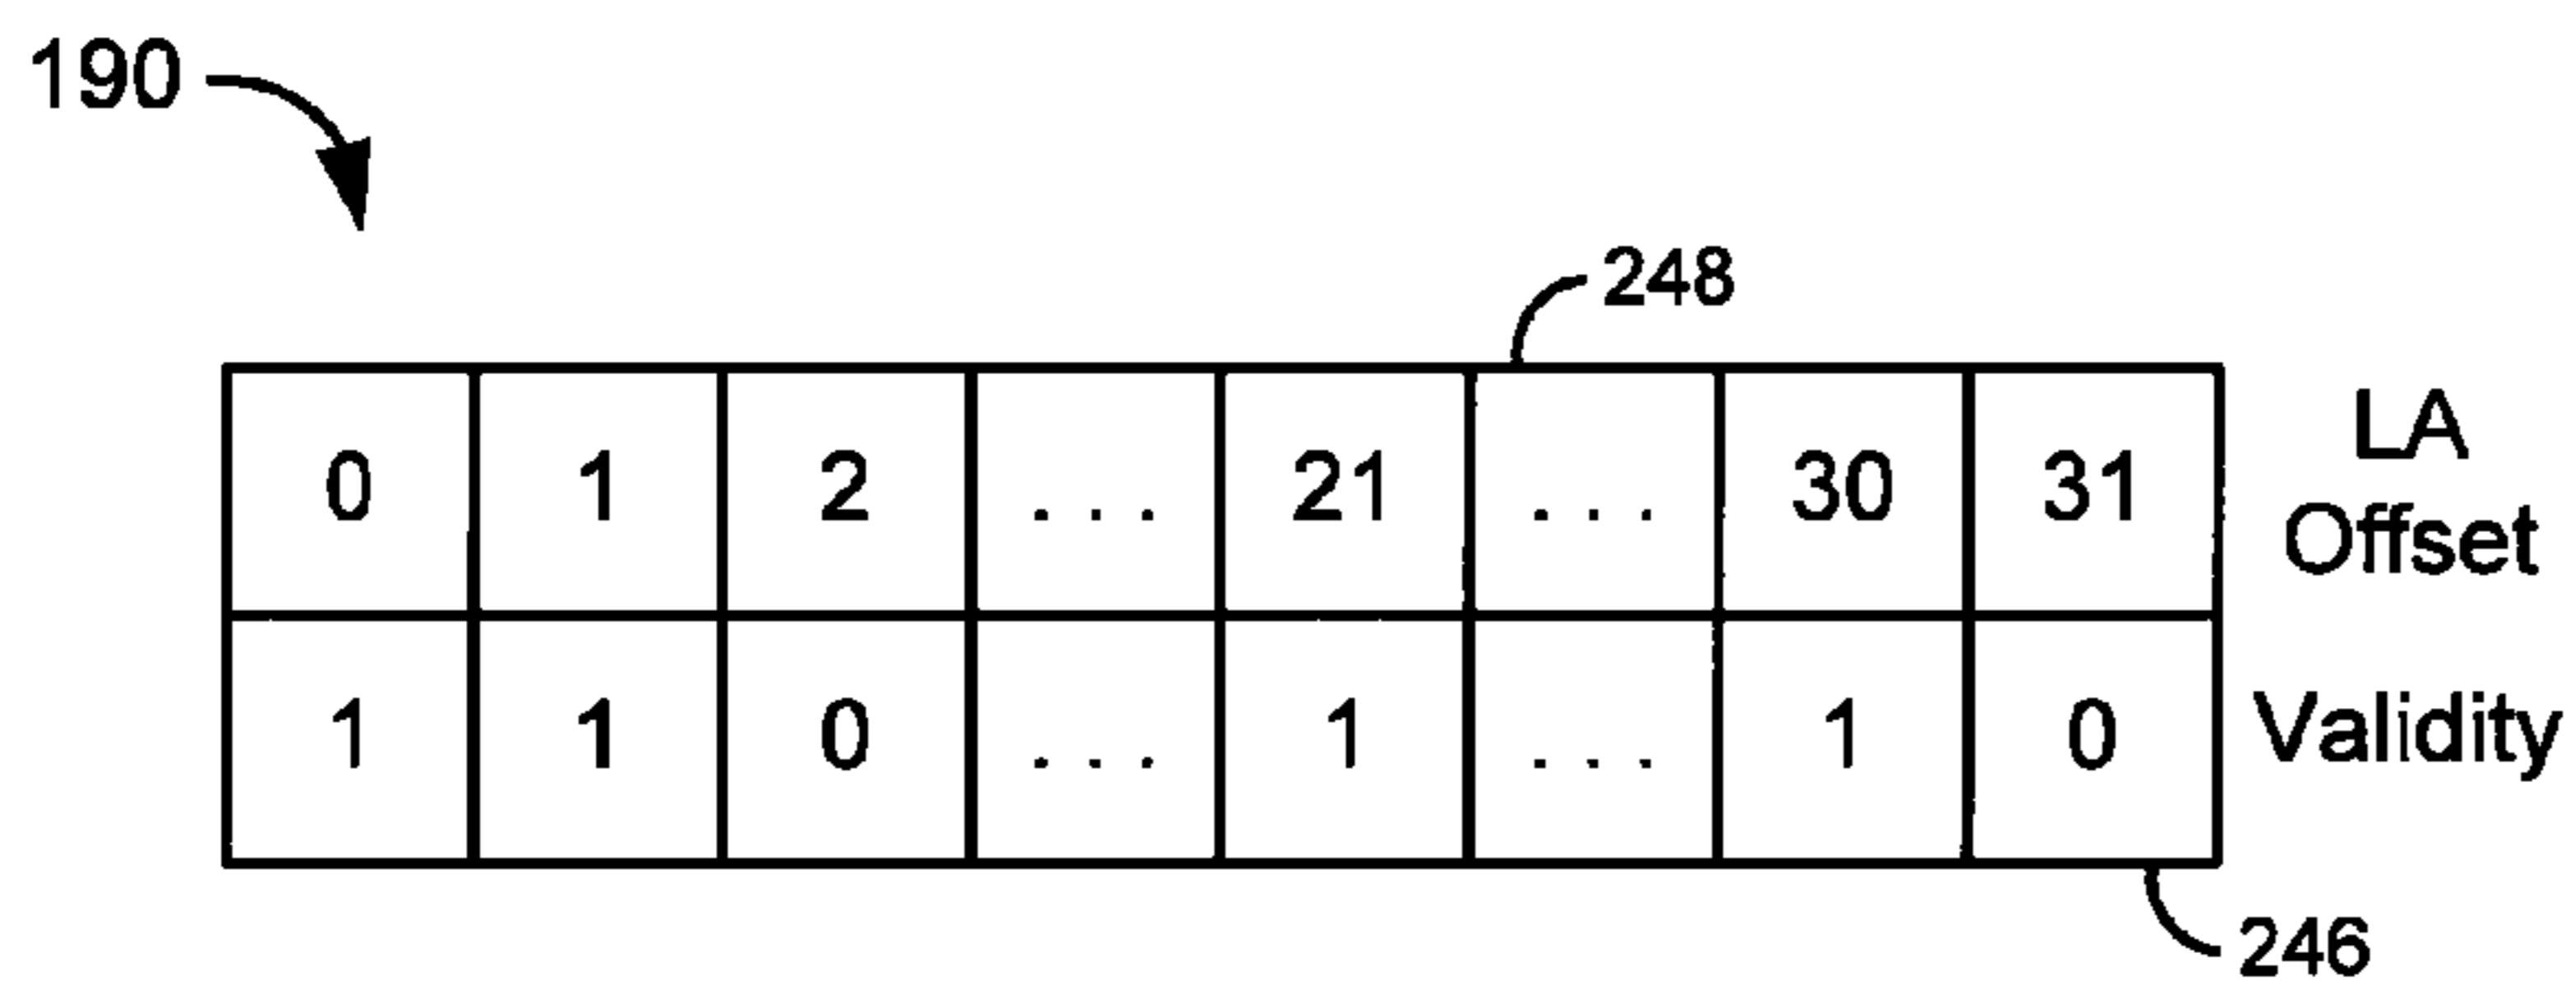 190
248
0 1 2 . . . 21 . . . 30 31 LA Offset
1 1 0 . . . 1 . . . 1 0 Validity
246